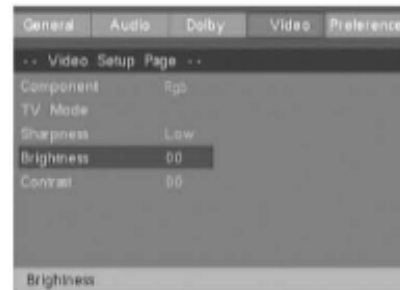 General Audio Dolby Video Preference
-- Video Setup Page --
Component Rgb
TV Mode
Sharpness Low
Brightness 00
Contrast 00
Brightness